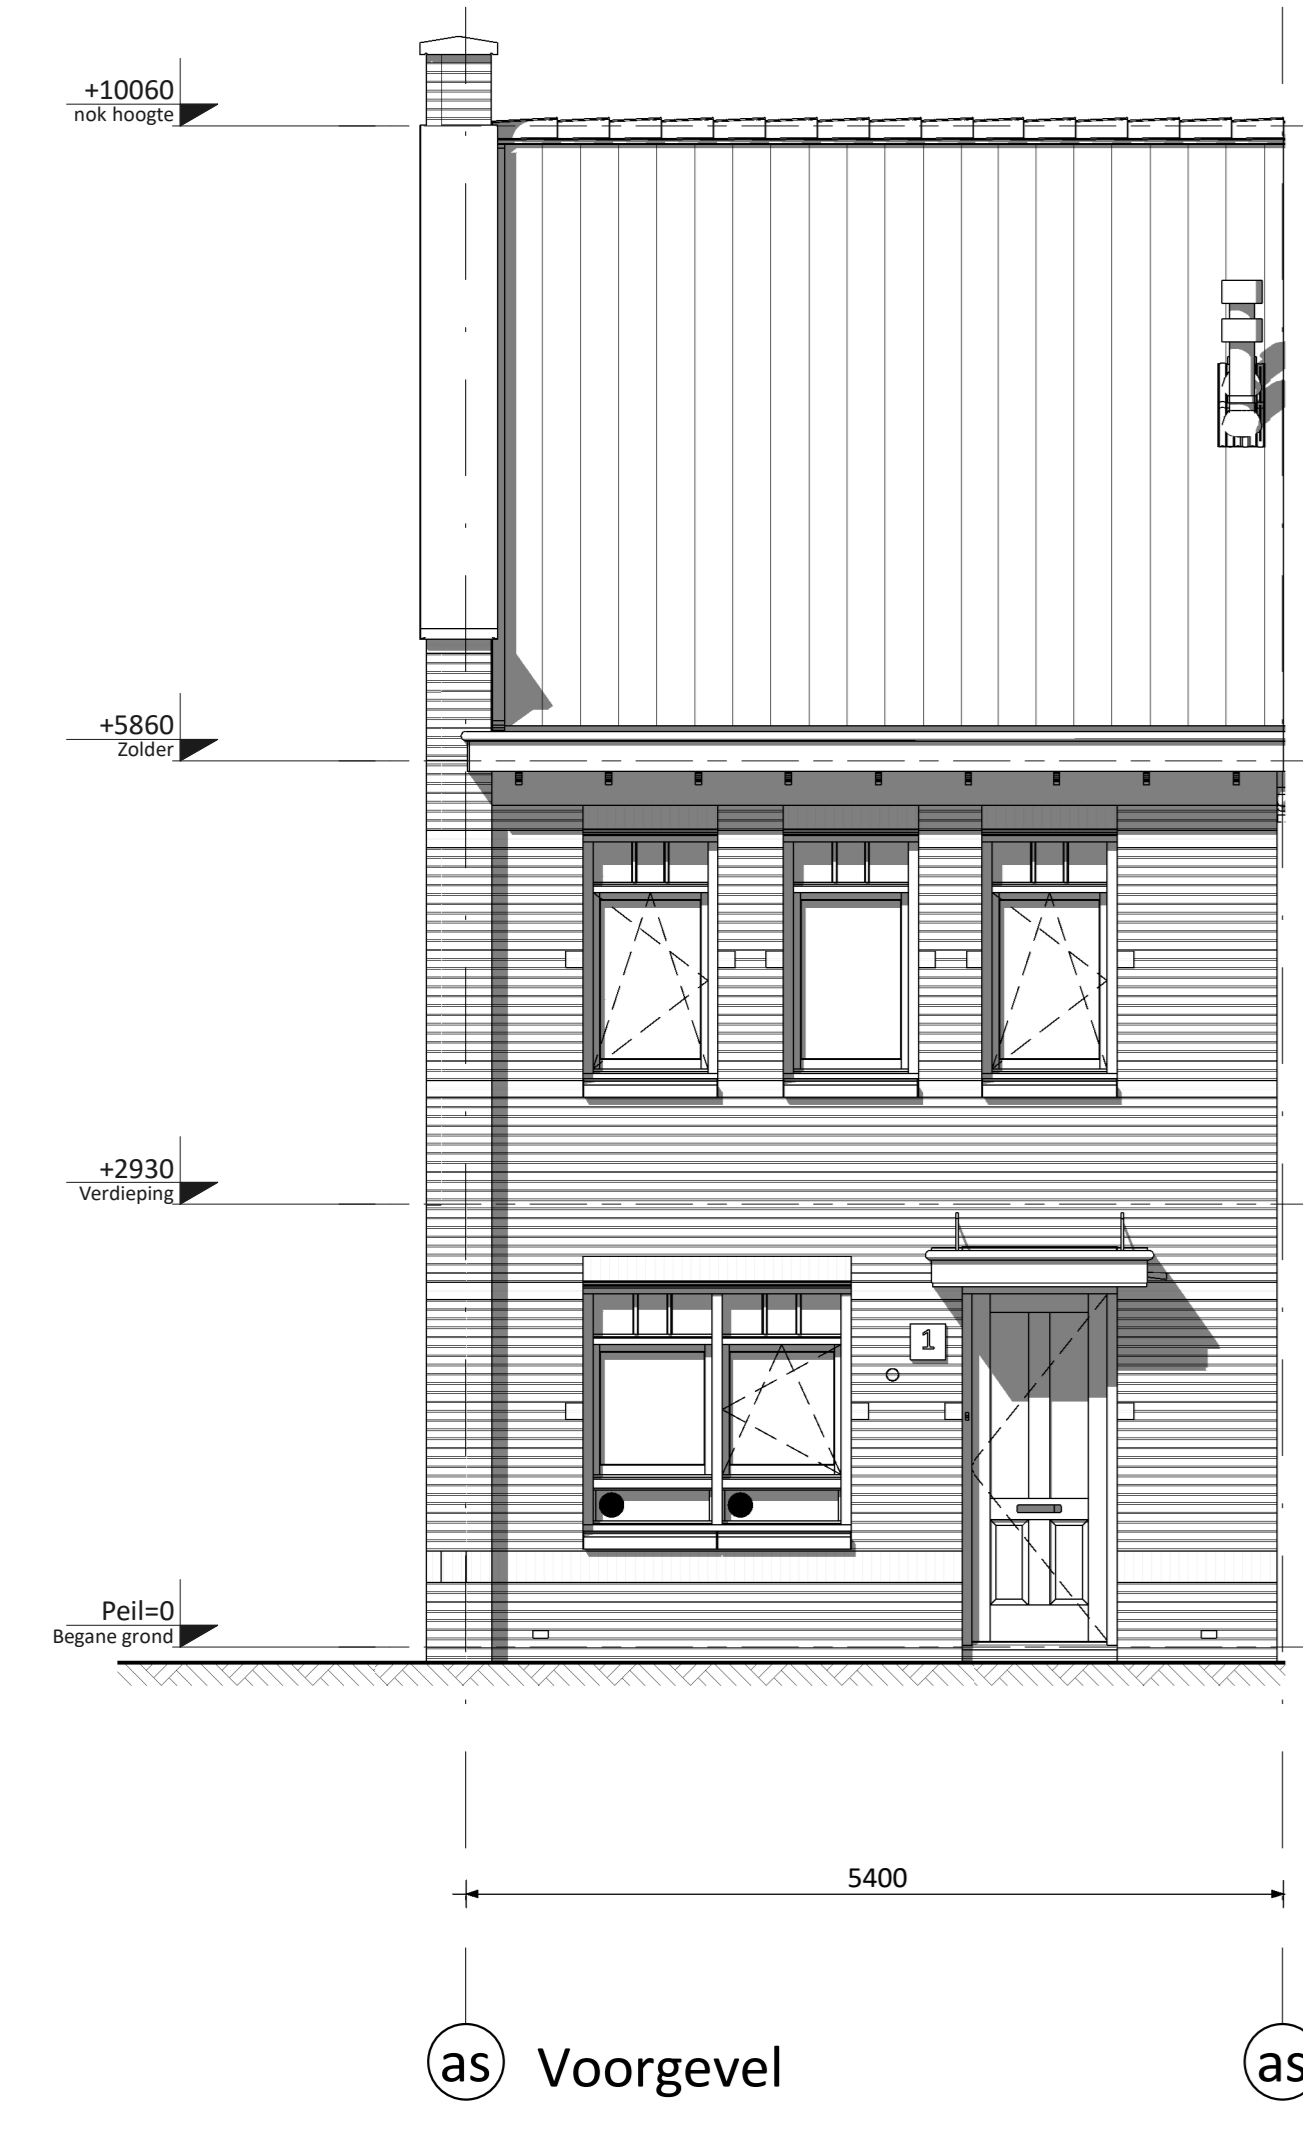 +10060
nok hoogte
+5860
Zolder
+2930
Verdieping
1
Peil=0
Begane grond
5400
as Voorgevel as